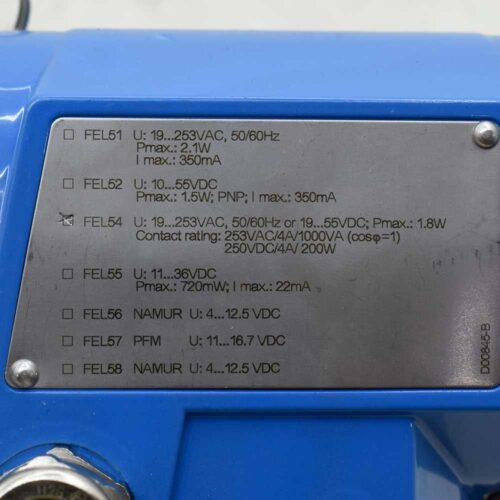 ☐ FEL51 U: 19...253VAC, 50/60Hz
Pmax.: 2.1W
I max.: 350mA
☐ FEL52 U: 10...55VDC
Pmax.: 1.5W; PNP; I max.: 350mA
☒ FEL54 U: 19...253VAC, 50/60Hz or 19...55VDC; Pmax.: 1.8W
Contact rating: 253VAC/4A/1000VA (cosφ=1)
250VDC/4A/ 200W
☐ FEL55 U: 11...36VDC
Pmax.: 720mW; I max.: 22mA
☐ FEL56 NAMUR U: 4...12.5 VDC
☐ FEL57 PFM U: 11...16.7 VDC
☐ FEL58 NAMUR U: 4...12.5 VDC
D00845-B